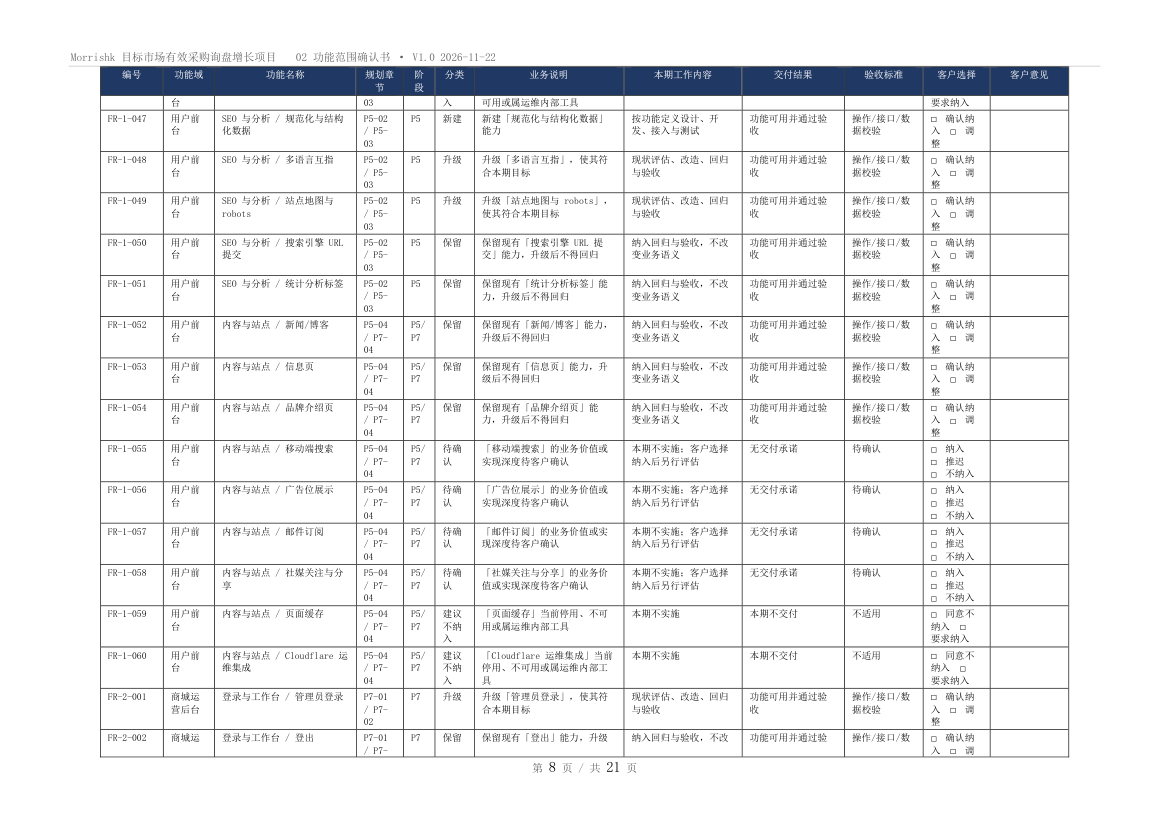 Morrishk 目标市场有效采购询盘增长项目 02 功能范围确认书 • V1.0 2026-11-22
编号 功能域 功能名称 规划章节 阶段 分类 业务说明 本期工作内容 交付结果 验收标准 客户选择 客户意见
台 03 入 可用或属运维内部工具 要求纳入
FR-1-047 用户前台 SEO 与分析 / 规范化与结构化数据 P5-02 / P5-03 P5 新建 新建「规范化与结构化数据」能力 按功能定义设计、开发、接入与测试 功能可用并通过验收 操作/接口/数据校验 □ 确认纳入 □ 调整
FR-1-048 用户前台 SEO 与分析 / 多语言互指 P5-02 / P5-03 P5 升级 升级「多语言互指」，使其符合本期目标 现状评估、改造、回归与验收 功能可用并通过验收 操作/接口/数据校验 □ 确认纳入 □ 调整
FR-1-049 用户前台 SEO 与分析 / 站点地图与 robots P5-02 / P5-03 P5 升级 升级「站点地图与 robots」，使其符合本期目标 现状评估、改造、回归与验收 功能可用并通过验收 操作/接口/数据校验 □ 确认纳入 □ 调整
FR-1-050 用户前台 SEO 与分析 / 搜索引擎 URL 提交 P5-02 / P5-03 P5 保留 保留现有「搜索引擎 URL 提交」能力，升级后不得回归 纳入回归与验收，不改变业务语义 功能可用并通过验收 操作/接口/数据校验 □ 确认纳入 □ 调整
FR-1-051 用户前台 SEO 与分析 / 统计分析标签 P5-02 / P5-03 P5 保留 保留现有「统计分析标签」能力，升级后不得回归 纳入回归与验收，不改变业务语义 功能可用并通过验收 操作/接口/数据校验 □ 确认纳入 □ 调整
FR-1-052 用户前台 内容与站点 / 新闻/博客 P5-04 / P7-04 P5/P7 保留 保留现有「新闻/博客」能力，升级后不得回归 纳入回归与验收，不改变业务语义 功能可用并通过验收 操作/接口/数据校验 □ 确认纳入 □ 调整
FR-1-053 用户前台 内容与站点 / 信息页 P5-04 / P7-04 P5/P7 保留 保留现有「信息页」能力，升级后不得回归 纳入回归与验收，不改变业务语义 功能可用并通过验收 操作/接口/数据校验 □ 确认纳入 □ 调整
FR-1-054 用户前台 内容与站点 / 品牌介绍页 P5-04 / P7-04 P5/P7 保留 保留现有「品牌介绍页」能力，升级后不得回归 纳入回归与验收，不改变业务语义 功能可用并通过验收 操作/接口/数据校验 □ 确认纳入 □ 调整
FR-1-055 用户前台 内容与站点 / 移动端搜索 P5-04 / P7-04 P5/P7 待确认 「移动端搜索」的业务价值或实现深度待客户确认 本期不实施；客户选择纳入后另行评估 无交付承诺 待确认 □ 纳入 □ 推迟 □ 不纳入
FR-1-056 用户前台 内容与站点 / 广告位展示 P5-04 / P7-04 P5/P7 待确认 「广告位展示」的业务价值或实现深度待客户确认 本期不实施；客户选择纳入后另行评估 无交付承诺 待确认 □ 纳入 □ 推迟 □ 不纳入
FR-1-057 用户前台 内容与站点 / 邮件订阅 P5-04 / P7-04 P5/P7 待确认 「邮件订阅」的业务价值或实现深度待客户确认 本期不实施；客户选择纳入后另行评估 无交付承诺 待确认 □ 纳入 □ 推迟 □ 不纳入
FR-1-058 用户前台 内容与站点 / 社媒关注与分享 P5-04 / P7-04 P5/P7 待确认 「社媒关注与分享」的业务价值或实现深度待客户确认 本期不实施；客户选择纳入后另行评估 无交付承诺 待确认 □ 纳入 □ 推迟 □ 不纳入
FR-1-059 用户前台 内容与站点 / 页面缓存 P5-04 / P7-04 P5/P7 建议不纳入 「页面缓存」当前停用、不可用或属运维内部工具 本期不实施 本期不交付 不适用 □ 同意不纳入 □ 要求纳入
FR-1-060 用户前台 内容与站点 / Cloudflare 运维集成 P5-04 / P7-04 P5/P7 建议不纳入 「Cloudflare 运维集成」当前停用、不可用或属运维内部工具 本期不实施 本期不交付 不适用 □ 同意不纳入 □ 要求纳入
FR-2-001 商城运营后台 登录与工作台 / 管理员登录 P7-01 / P7-02 P7 升级 升级「管理员登录」，使其符合本期目标 现状评估、改造、回归与验收 功能可用并通过验收 操作/接口/数据校验 □ 确认纳入 □ 调整
FR-2-002 商城运 登录与工作台 / 登出 P7-01 / P7- P7 保留 保留现有「登出」能力，升级 纳入回归与验收，不改 功能可用并通过验 操作/接口/数 □ 确认纳入 □ 调
第 8 页 / 共 21 页